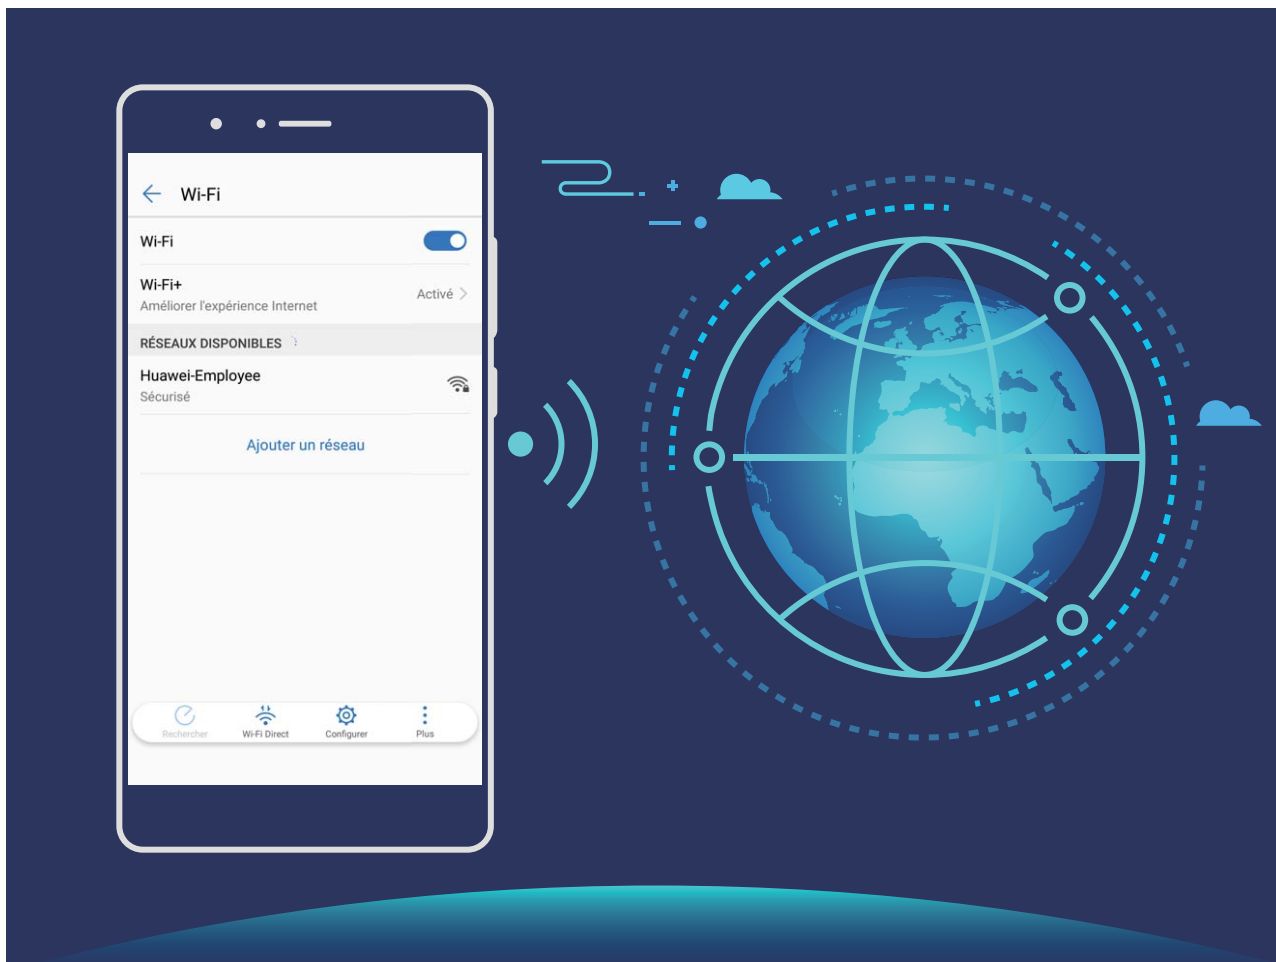 Wi-Fi
Wi-Fi
Wi-Fi+
Améliorer l'expérience Internet
Activé
RÉSEAUX DISPONIBLES
Huawei-Employee
Sécurisé
Ajouter un réseau
Rechercher
Wi-Fi Direct
Configurer
Plus